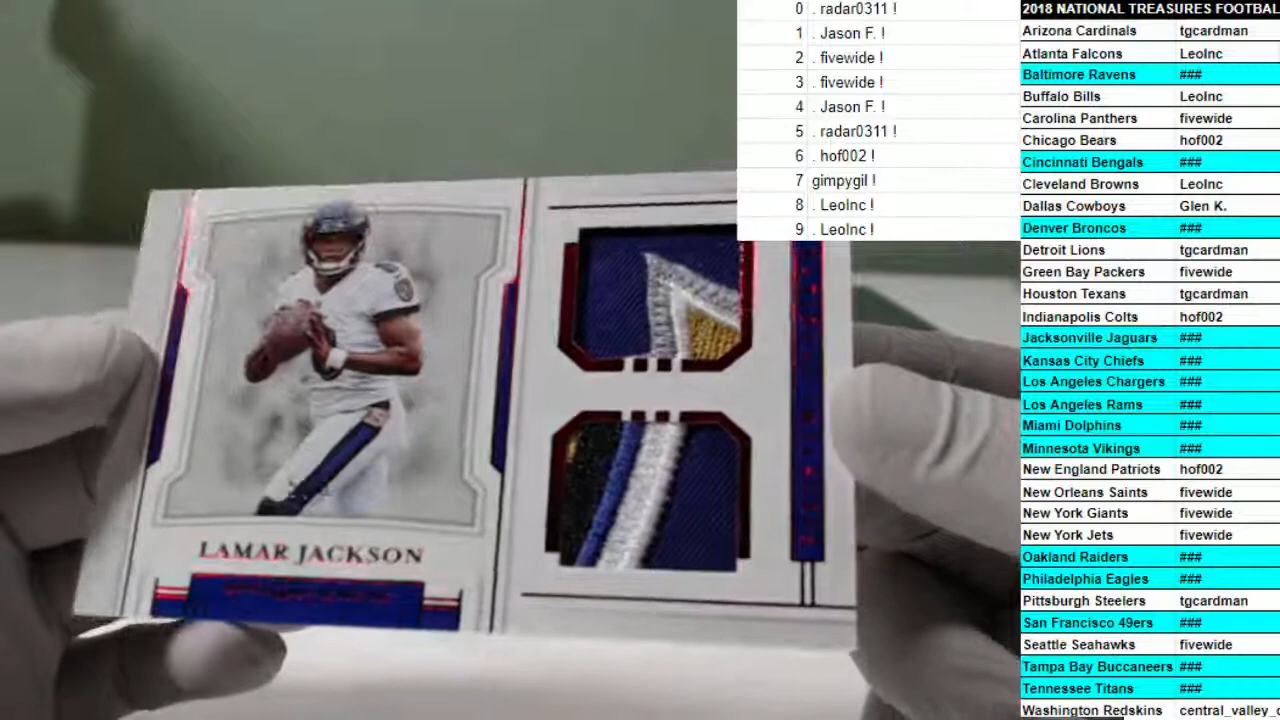 0 . radar0311 !
1 . Jason F. !
2 . fivewide !
3 . fivewide !
4 . Jason F. !
5 . radar0311 !
6 . hof002 !
7 gimpygil !
8 . LeoInc !
9 . LeoInc !
2018 NATIONAL TREASURES FOOTBAL
Arizona Cardinals tgcardman
Atlanta Falcons LeoInc
Baltimore Ravens ###
Buffalo Bills LeoInc
Carolina Panthers fivewide
Chicago Bears hof002
Cincinnati Bengals ###
Cleveland Browns LeoInc
Dallas Cowboys Glen K.
Denver Broncos ###
Detroit Lions tgcardman
Green Bay Packers fivewide
Houston Texans tgcardman
Indianapolis Colts hof002
Jacksonville Jaguars ###
Kansas City Chiefs ###
Los Angeles Chargers ###
Los Angeles Rams ###
Miami Dolphins ###
Minnesota Vikings ###
New England Patriots hof002
New Orleans Saints fivewide
New York Giants fivewide
New York Jets fivewide
Oakland Raiders ###
Philadelphia Eagles ###
Pittsburgh Steelers tgcardman
San Francisco 49ers ###
Seattle Seahawks fivewide
Tampa Bay Buccaneers ###
Tennessee Titans ###
Washington Redskins central_valley_c
LAMAR JACKSON